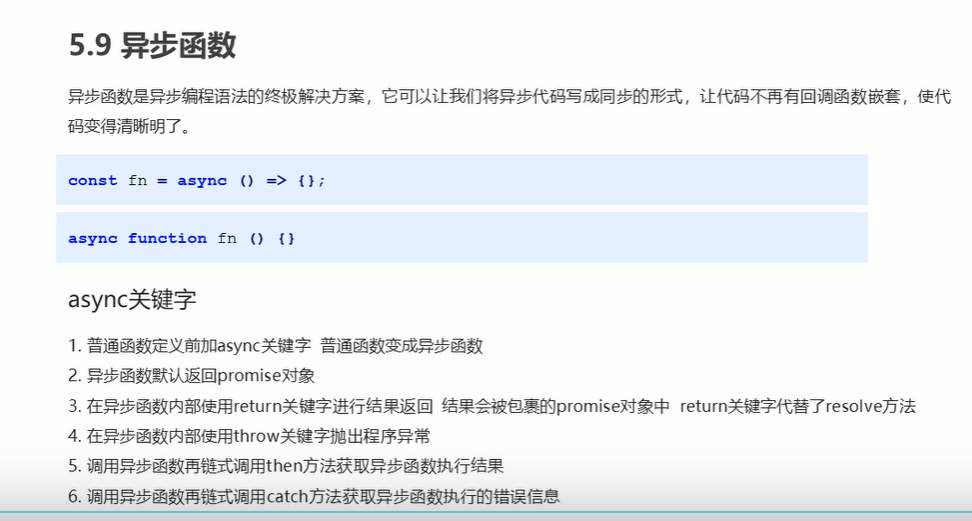 5.9 异步函数
异步函数是异步编程语法的终极解决方案，它可以让我们将异步代码写成同步的形式，让代码不再有回调函数嵌套，使代
码变得清晰明了。
const fn = async () => {};
async function fn () {}
async关键字
1. 普通函数定义前加async关键字 普通函数变成异步函数
2. 异步函数默认返回promise对象
3. 在异步函数内部使用return关键字进行结果返回 结果会被包裹的promise对象中 return关键字代替了resolve方法
4. 在异步函数内部使用throw关键字抛出程序异常
5. 调用异步函数再链式调用then方法获取异步函数执行结果
6. 调用异步函数再链式调用catch方法获取异步函数执行的错误信息